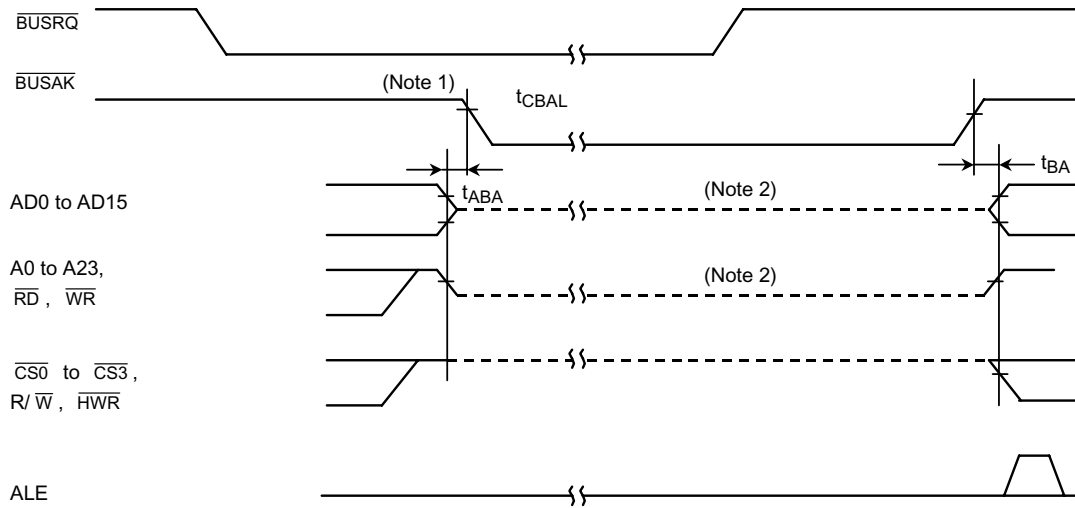 BUSRQ
BUSAK
(Note 1)
tCBAL
tBA
AD0 to AD15
tABA
(Note 2)
A0 to A23,
RD , WR
(Note 2)
CS0 to CS3 ,
R/ W , HWR
ALE